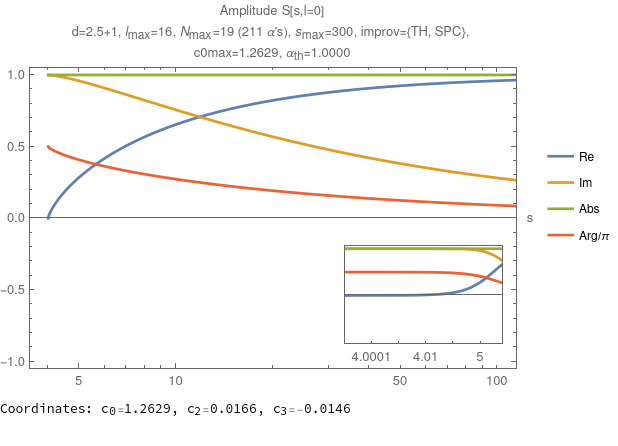 Amplitude S[s,l=0]
d=2.5+1, lmax=16, Nmax=19 (211 α's), smax=300, improv={TH, SPC},
c0max=1.2629, αth=1.0000
1.0
0.5
0.0
-0.5
-1.0
5
10
50
100
s
4.0001
4.01
5
Re
Im
Abs
Arg/π
Coordinates: c0=1.2629, c2=0.0166, c3=-0.0146